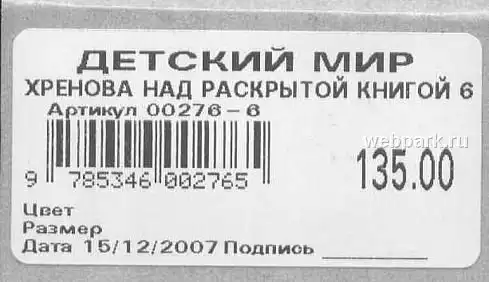 ДЕТСКИЙ МИР
ХРЕНОВА НАД РАСКРЫТОЙ КНИГОЙ 6
Артикул 00276-6
webpark.ru
9 785346 002765
135.00
Цвет
Размер
Дата 15/12/2007 Подпись